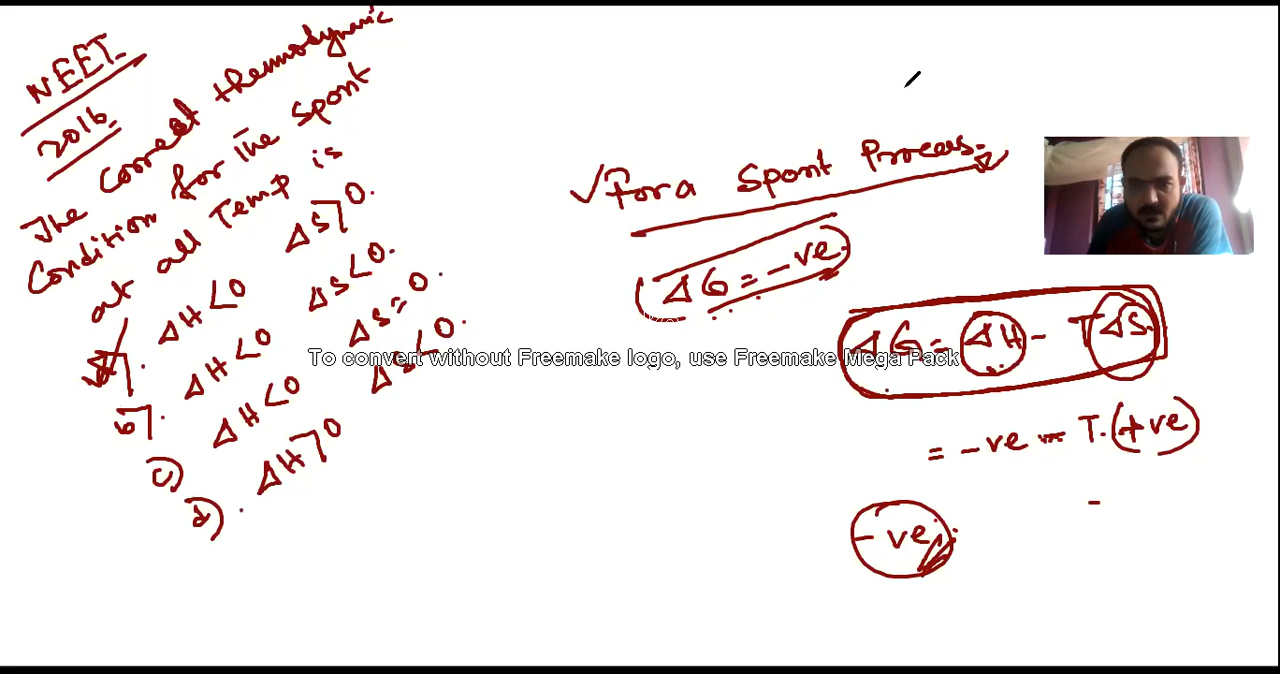 NEET
2016
The Correct thermodynamic
Condition for the Spont
at all Temp is
a). ΔH<0 ΔS>0.
b). ΔH<0 ΔS<0.
c) ΔH<0 ΔS=0.
d). ΔH>0 ΔS<0.
✓For a Spont Process.
ΔG = -ve.
ΔG = ΔH - TΔS.
= -ve - T.(+ve)
-
-ve
To convert without Freemake logo, use Freemake Mega Pack